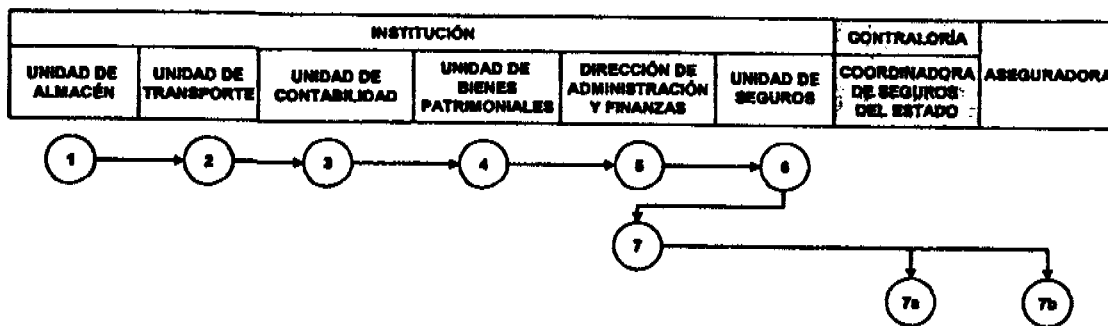 INSTITUCIÓN
CONTRALORÍA
UNIDAD DE
ALMACÉN
UNIDAD DE
TRANSPORTE
UNIDAD DE
CONTABILIDAD
UNIDAD DE
BIENES
PATRIMONIALES
DIRECCIÓN DE
ADMINISTRACIÓN
Y FINANZAS
UNIDAD DE
SEGUROS
COORDINADORA
DE SEGUROS
DEL ESTADO
ASEGURADORA
1
2
3
4
5
6
7
7a
7b